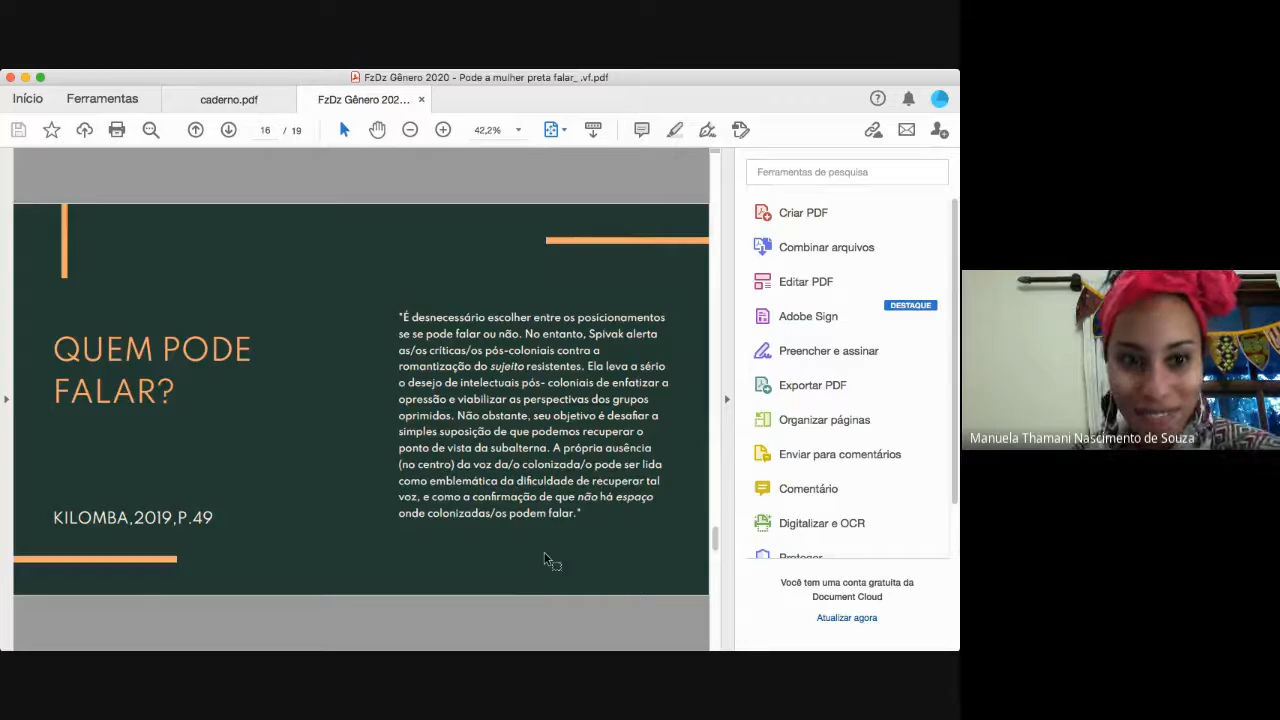 FzDz Gênero 2020 - Pode a mulher preta falar_ .vf.pdf
Início
Ferramentas
caderno.pdf
FzDz Gênero 202...
16 / 19
42,2%
Ferramentas de pesquisa
Criar PDF
Combinar arquivos
Editar PDF
DESTAQUE
Adobe Sign
Preencher e assinar
Exportar PDF
Organizar páginas
Enviar para comentários
Comentário
Digitalizar e OCR
Proteger
Você tem uma conta gratuita da
Document Cloud
Atualizar agora
QUEM PODE
FALAR?
KILOMBA,2019,P.49
"É desnecessário escolher entre os posicionamentos
se se pode falar ou não. No entanto, Spivak alerta
as/os críticas/os pós-coloniais contra a
romantização do sujeito resistentes. Ela leva a sério
o desejo de intelectuais pós- coloniais de enfatizar a
opressão e viabilizar as perspectivas dos grupos
oprimidos. Não obstante, seu objetivo é desafiar a
simples suposição de que podemos recuperar o
ponto de vista da subalterna. A própria ausência
(no centro) da voz da/o colonizada/o pode ser lida
como emblemática da dificuldade de recuperar tal
voz, e como a confirmação de que não há espaço
onde colonizadas/os podem falar."
Manuela Thamani Nascimento de Souza